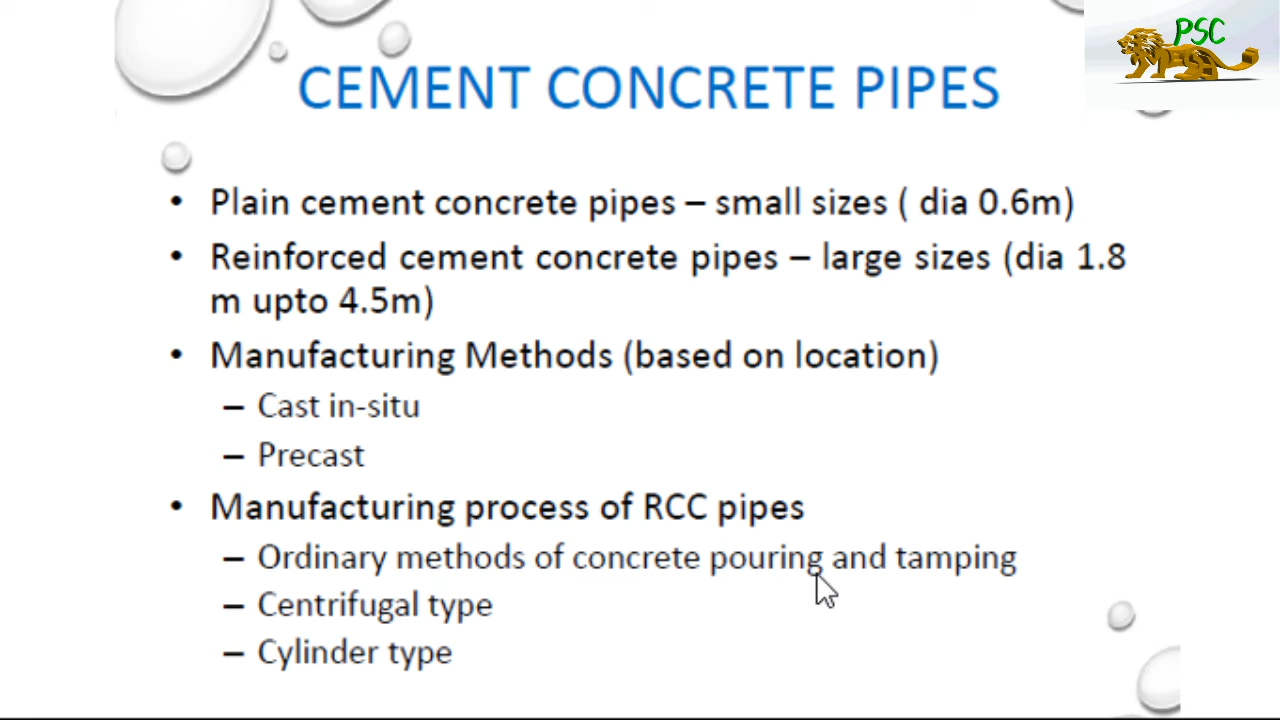 PSC
CEMENT CONCRETE PIPES
• Plain cement concrete pipes – small sizes ( dia 0.6m)
• Reinforced cement concrete pipes – large sizes (dia 1.8
m upto 4.5m)
• Manufacturing Methods (based on location)
– Cast in-situ
– Precast
• Manufacturing process of RCC pipes
– Ordinary methods of concrete pouring and tamping
– Centrifugal type
– Cylinder type